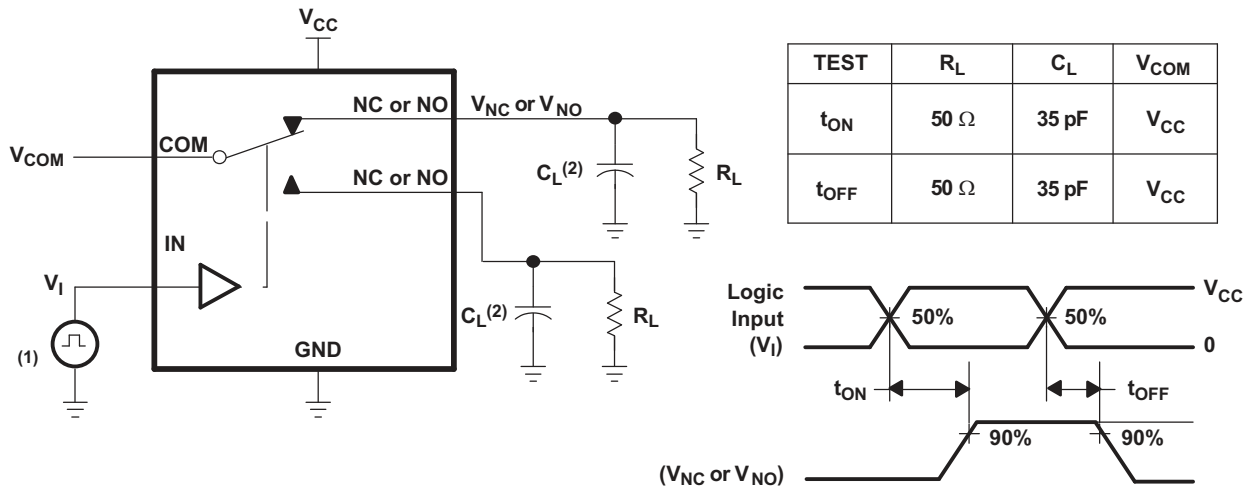 V_CC
NC or NO
V_NC or V_NO
V_COM
COM
C_L(2)
R_L
NC or NO
IN
V_I
C_L(2)
R_L
(1)
GND
TEST R_L C_L V_COM
t_ON 50 Ω 35 pF V_CC
t_OFF 50 Ω 35 pF V_CC
Logic
Input
(V_I)
50%
50%
V_CC
0
t_ON
t_OFF
90%
90%
(V_NC or V_NO)